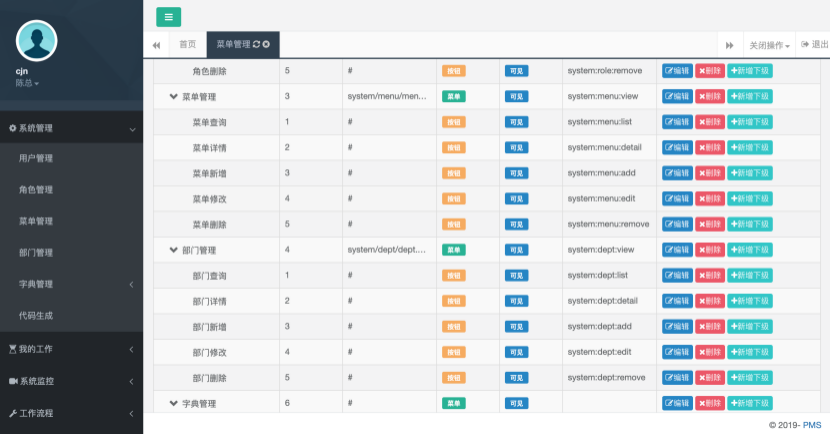 首页 菜单管理 关闭操作 退出
cjn
陈总
系统管理
用户管理
角色管理
菜单管理
部门管理
字典管理
代码生成
我的工作
系统监控
工作流程
角色删除 5 # 按钮 可见 system:role:remove 编辑 删除 新增下级
菜单管理 3 system/menu/men... 菜单 可见 system:menu:view 编辑 删除 新增下级
菜单查询 1 # 按钮 可见 system:menu:list 编辑 删除 新增下级
菜单详情 2 # 按钮 可见 system:menu:detail 编辑 删除 新增下级
菜单新增 3 # 按钮 可见 system:menu:add 编辑 删除 新增下级
菜单修改 4 # 按钮 可见 system:menu:edit 编辑 删除 新增下级
菜单删除 5 # 按钮 可见 system:menu:remove 编辑 删除 新增下级
部门管理 4 system/dept/dept.... 菜单 可见 system:dept:view 编辑 删除 新增下级
部门查询 1 # 按钮 可见 system:dept:list 编辑 删除 新增下级
部门详情 2 # 按钮 可见 system:dept:detail 编辑 删除 新增下级
部门新增 3 # 按钮 可见 system:dept:add 编辑 删除 新增下级
部门修改 4 # 按钮 可见 system:dept:edit 编辑 删除 新增下级
部门删除 5 # 按钮 可见 system:dept:remove 编辑 删除 新增下级
字典管理 6 # 菜单 可见 编辑 删除 新增下级
© 2019- PMS